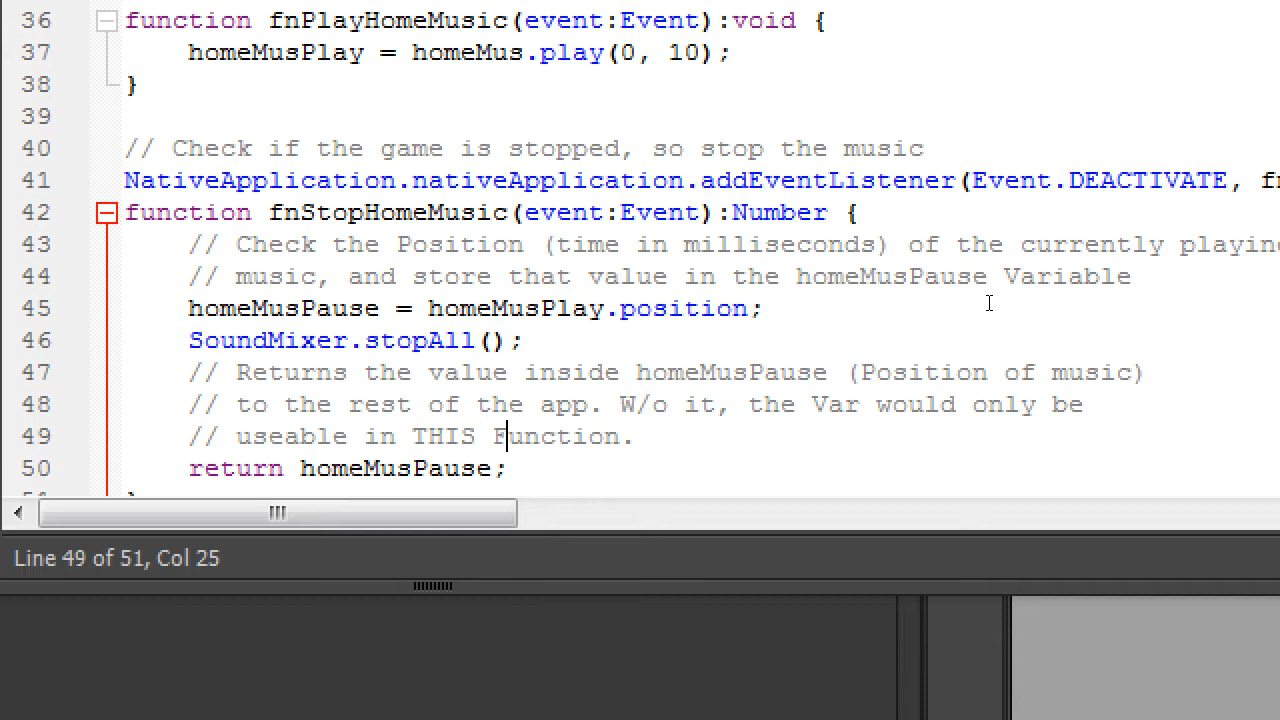 36 function fnPlayHomeMusic(event:Event):void {
37 homeMusPlay = homeMus.play(0, 10);
38 }
39
40 // Check if the game is stopped, so stop the music
41 NativeApplication.nativeApplication.addEventListener(Event.DEACTIVATE,
42 function fnStopHomeMusic(event:Event):Number {
43 // Check the Position (time in milliseconds) of the currently
44 // music, and store that value in the homeMusPause Variable
45 homeMusPause = homeMusPlay.position;
46 SoundMixer.stopAll();
47 // Returns the value inside homeMusPause (Position of music)
48 // to the rest of the app. W/o it, the Var would only be
49 // useable in THIS Function.
50 return homeMusPause;
Line 49 of 51, Col 25